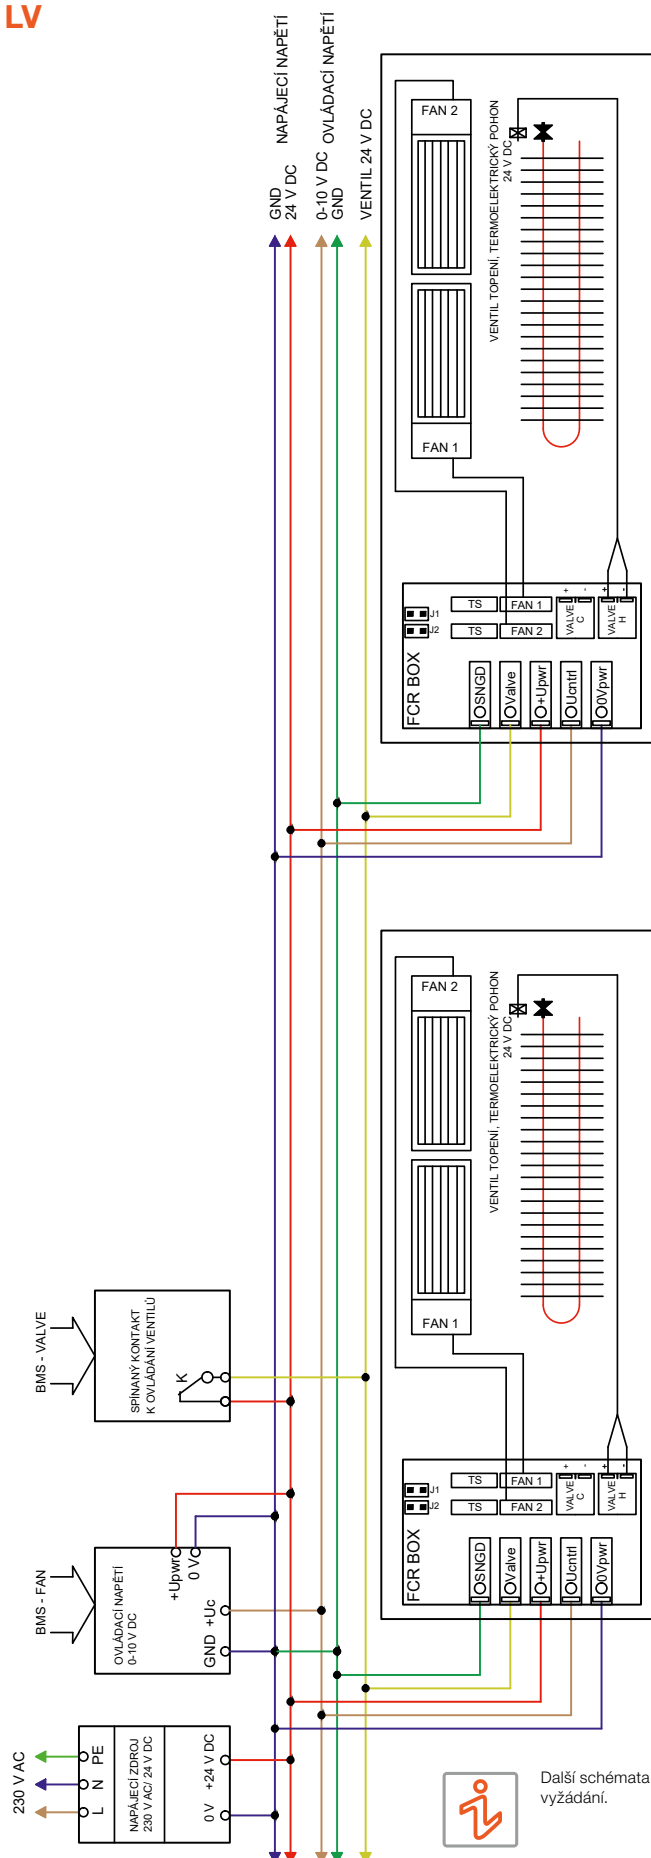 LV
NAPÁJECÍ NAPĚTÍ
OVLÁDACÍ NAPĚTÍ
GND
24 V DC
0-10 V DC
GND
VENTIL 24 V DC
FAN 2
FAN 1
VENTIL TOPENÍ, TERMOELEKTRICKÝ POHON
24 V DC
FCR BOX
J1
J2
TS
FAN 1
TS
FAN 2
VALVE
C
+
-
VALVE
H
+
-
SNGD
Valve
+Upwr
Ucntrl
0Vpwr
FAN 2
FAN 1
VENTIL TOPENÍ, TERMOELEKTRICKÝ POHON
24 V DC
FCR BOX
J1
J2
TS
FAN 1
TS
FAN 2
VALVE
C
+
-
VALVE
H
+
-
SNGD
Valve
+Upwr
Ucntrl
0Vpwr
BMS - VALVE
SPÍNANÝ KONTAKT
K OVLÁDÁNÍ VENTILŮ
K
BMS - FAN
OVLÁDACÍ NAPĚTÍ
0-10 V DC
+Upwr
0 V
GND
+Uc
230 V AC
L
N
PE
NAPÁJECÍ ZDROJ
230 V AC/ 24 V DC
0 V
+24 V DC
Další schémata
vyžádání.